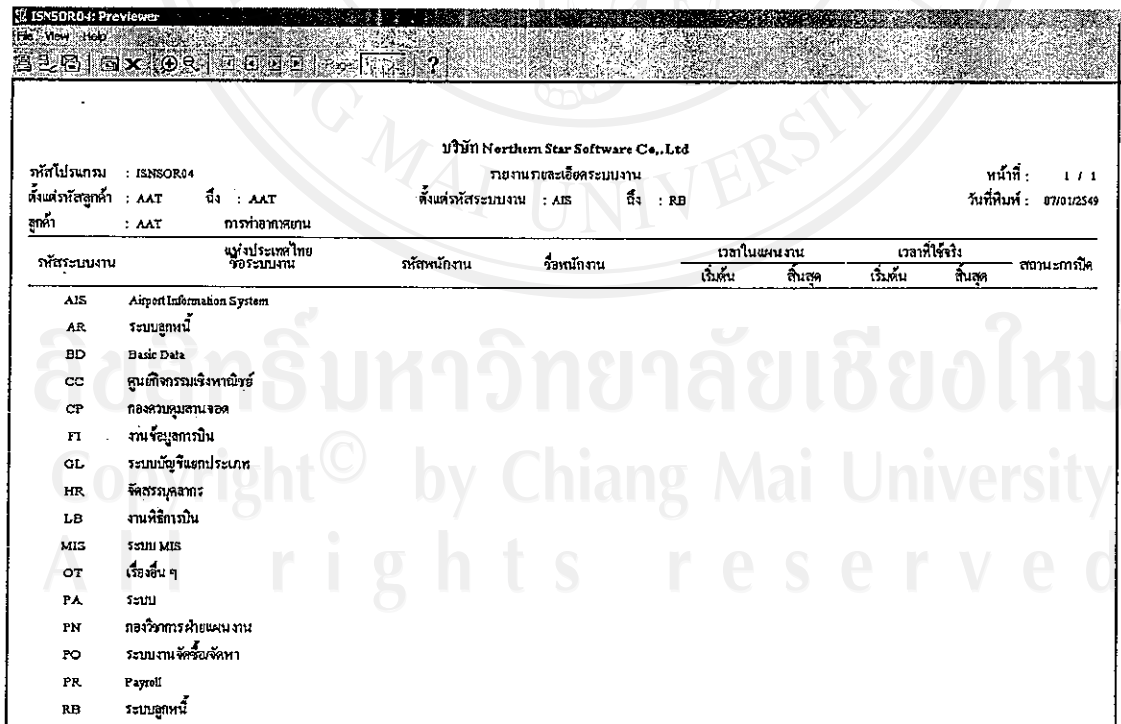 ISNSOR04: Previewer
File View Help
Page: ?
บริษัท Northern Star Software Co,.Ltd
รหัสโปรแกรม : ISNSOR04 รายงานรายละเอียดระบบงาน หน้าที่ : 1 / 1
ตั้งแต่รหัสลูกค้า : AAT ถึง : AAT ตั้งแต่รหัสระบบงาน : AIS ถึง : RB วันที่พิมพ์ : 07/01/2549
ลูกค้า : AAT การท่าอากาศยาน
แห่งประเทศไทย
เวลาในแผนงาน เวลาที่ใช้จริง
รหัสระบบงาน ชื่อระบบงาน รหัสพนักงาน ชื่อพนักงาน เริ่มต้น สิ้นสุด เริ่มต้น สิ้นสุด สถานะการปิด
AIS Airport Information System
AR ระบบลูกหนี้
BD Basic Data
CC ศูนย์กิจกรรมเชิงพาณิชย์
CP กองควบคุมลานจอด
FI งานข้อมูลการบิน
GL ระบบบัญชีแยกประเภท
HR จัดสรรบุคลากร
LB งานพิธีการบิน
MIS ระบบ MIS
OT เรื่องอื่น ๆ
PA ระบบ
PN กองวิชาการฝ่ายแผนงาน
PO ระบบงานจัดซื้อ/จัดหา
PR Payroll
RB ระบบลูกหนี้
ลิขสิทธิ์มหาวิทยาลัยเชียงใหม่
Copyright© by Chiang Mai University
All rights reserved